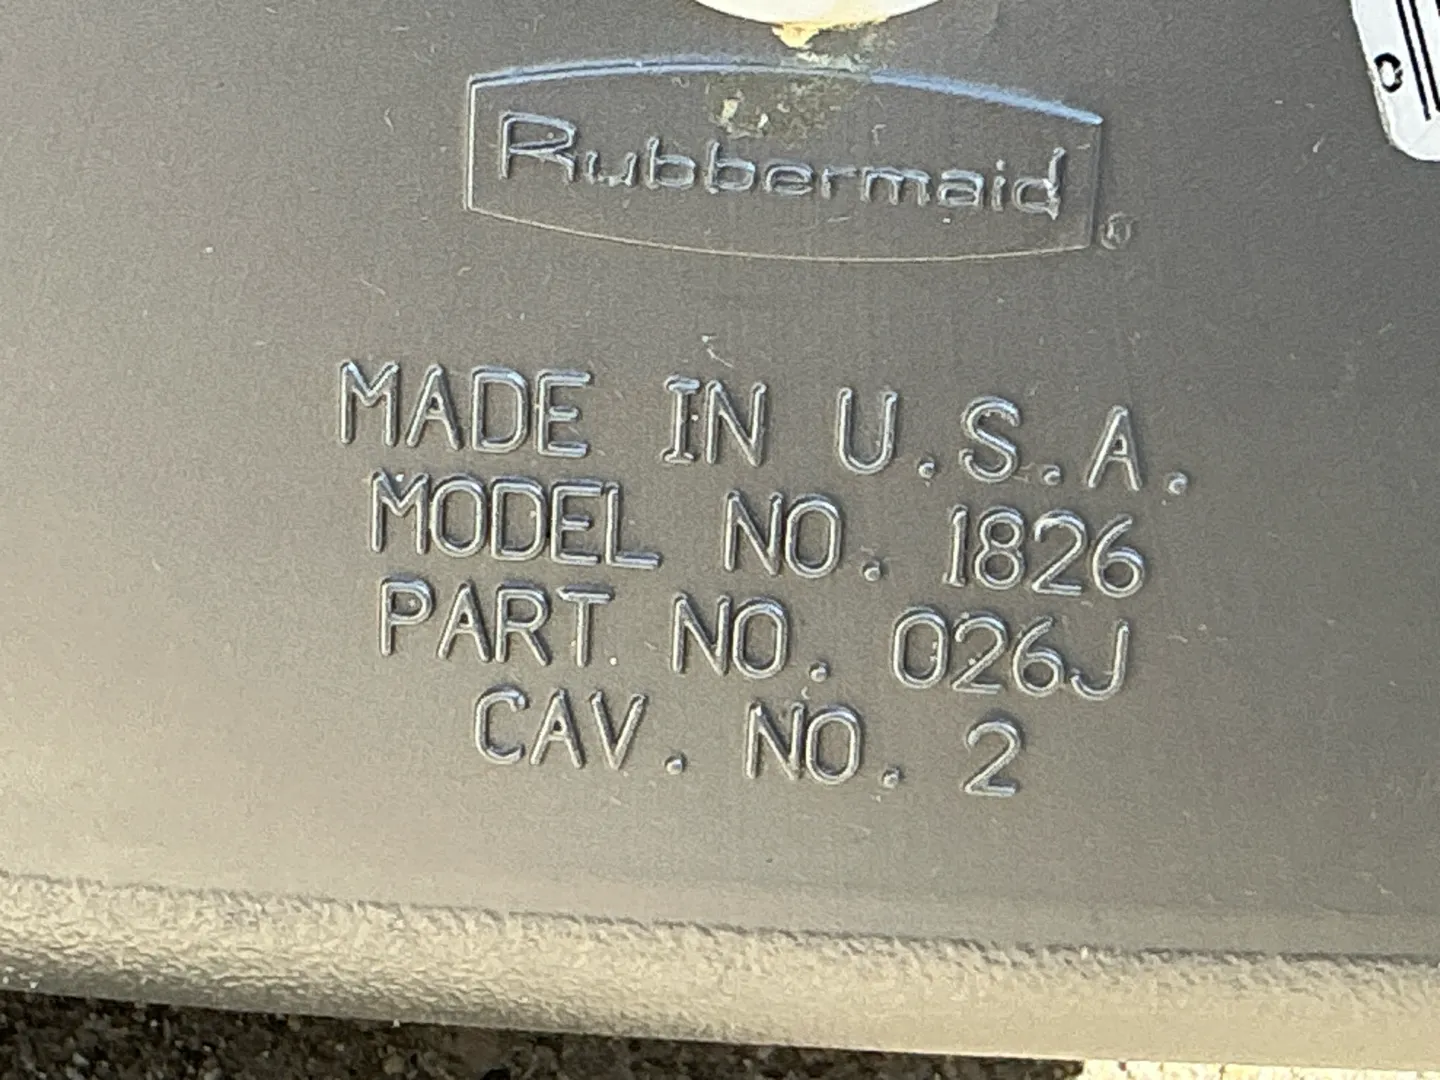 Rubbermaid®
MADE IN U.S.A.
MODEL NO. 1826
PART NO. 026J
CAV. NO. 2